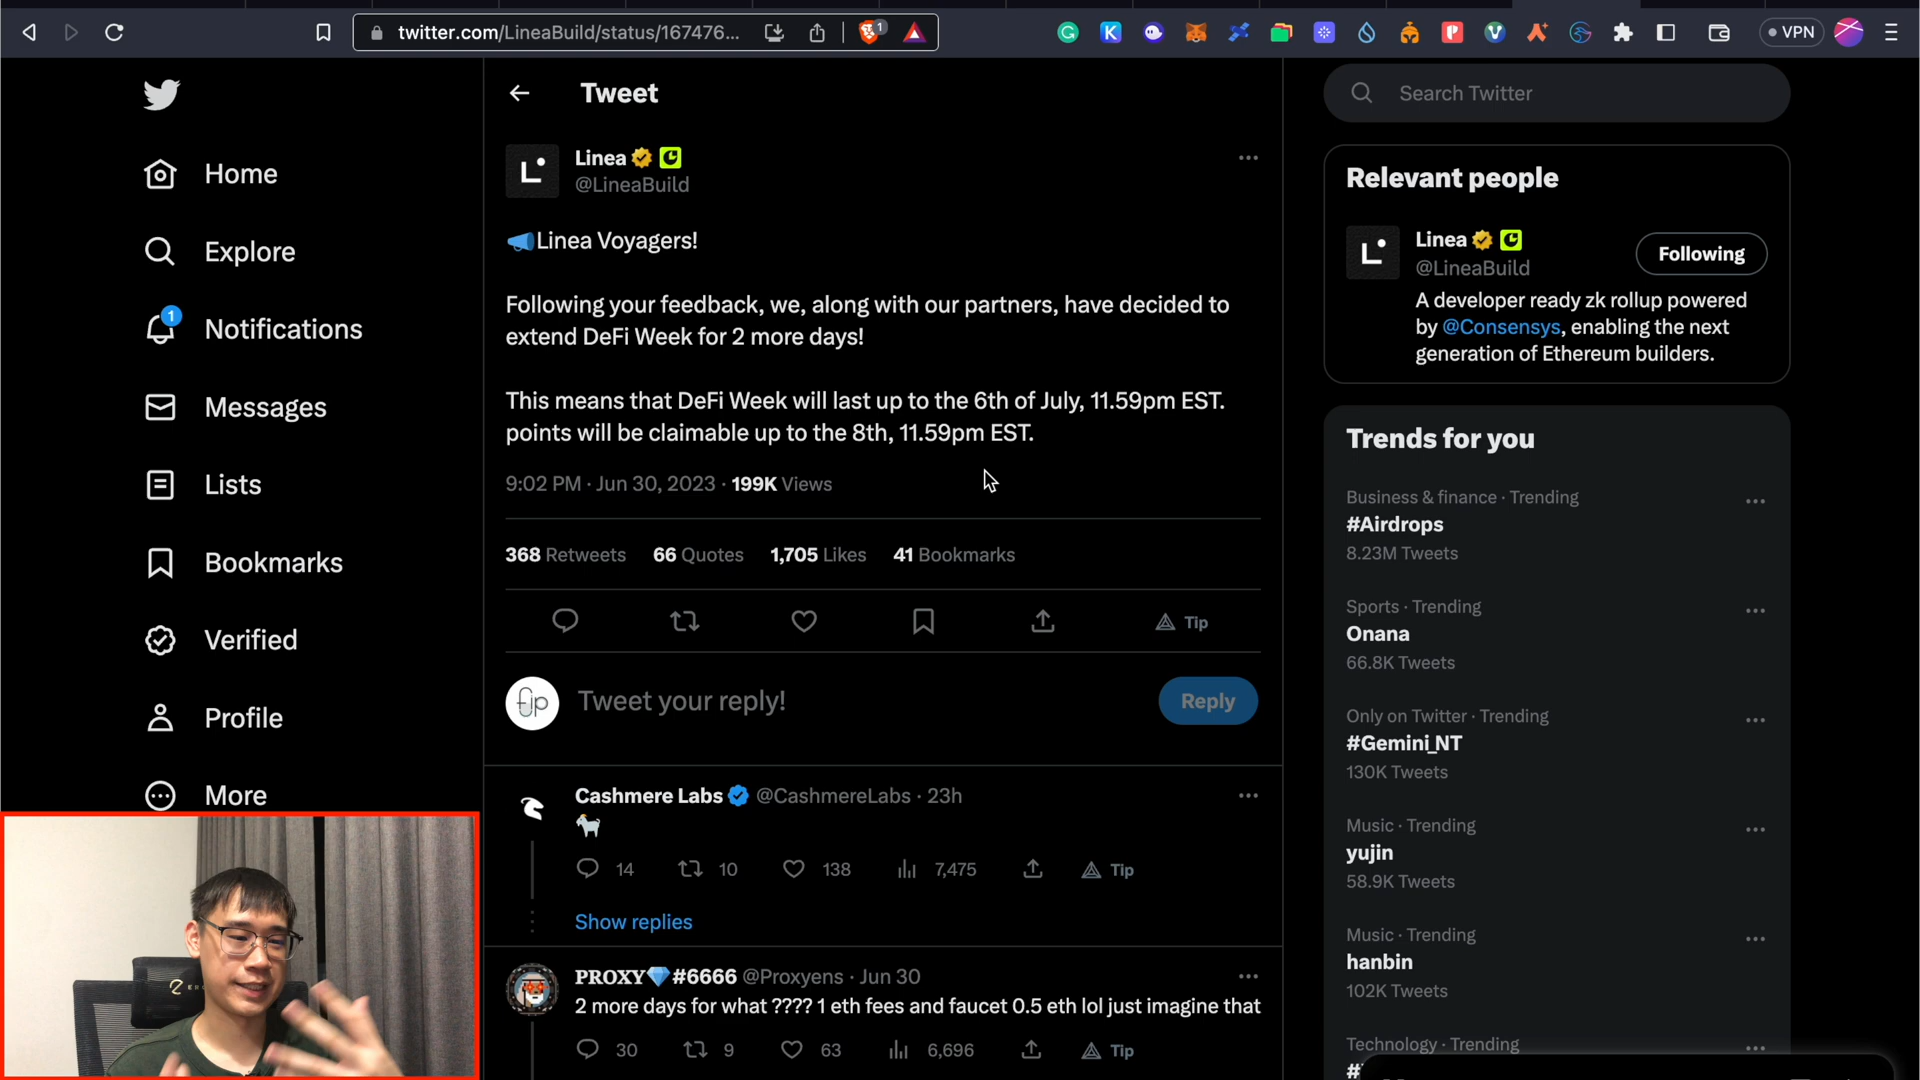 twitter.com/LineaBuild/status/167476...
1
VPN
Home
Explore
1
Notifications
Messages
Lists
Bookmarks
Verified
Profile
More
Tweet
Linea
@LineaBuild
Linea Voyagers!
Following your feedback, we, along with our partners, have decided to
extend DeFi Week for 2 more days!
This means that DeFi Week will last up to the 6th of July, 11.59pm EST.
points will be claimable up to the 8th, 11.59pm EST.
9:02 PM · Jun 30, 2023 · 199K Views
368 Retweets 66 Quotes 1,705 Likes 41 Bookmarks
Tip
Tweet your reply!
Reply
Cashmere Labs @CashmereLabs · 23h
14 10 138 7,475 Tip
Show replies
PROXY #6666 @Proxyens · Jun 30
2 more days for what ???? 1 eth fees and faucet 0.5 eth lol just imagine that
30 9 63 6,696 Tip
Search Twitter
Relevant people
Linea
@LineaBuild
Following
A developer ready zk rollup powered
by @Consensys, enabling the next
generation of Ethereum builders.
Trends for you
Business & finance · Trending
#Airdrops
8.23M Tweets
Sports · Trending
Onana
66.8K Tweets
Only on Twitter · Trending
#Gemini_NT
130K Tweets
Music · Trending
yujin
58.9K Tweets
Music · Trending
hanbin
102K Tweets
Technology · Trending